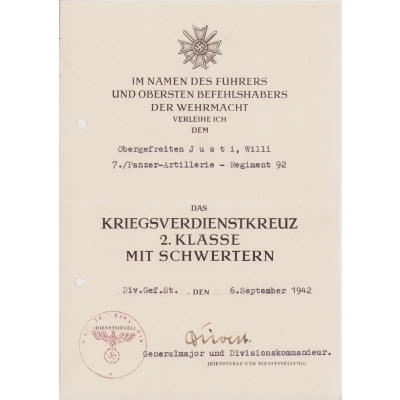 IM NAMEN DES FÜHRERS
UND OBERSTEN BEFEHLSHABERS
DER WEHRMACHT
VERLEIHE ICH
DEM
Obergefreiten J u s t i, Willi
7./Panzer-Artillerie - Regiment 92
DAS
KRIEGSVERDIENSTKREUZ
2. KLASSE
MIT SCHWERTERN
Div.Gef.St. , DEN 6.September 1942
(DIENSTSIEGEL)
Generalmajor und Divisionskommandeur.
(DIENSTGRAD UND DIENSTSTELLUNG)